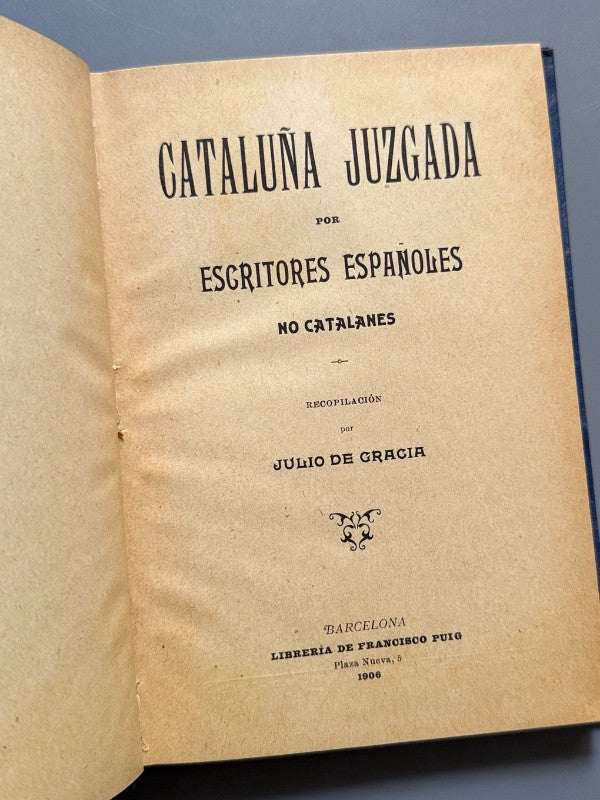 CATALUÑA JUZGADA
POR
ESCRITORES ESPAÑOLES
NO CATALANES
RECOPILACIÓN
por
JULIO DE GRACIA
BARCELONA
LIBRERÍA DE FRANCISCO PUIG
Plaza Nueva, 5
1906